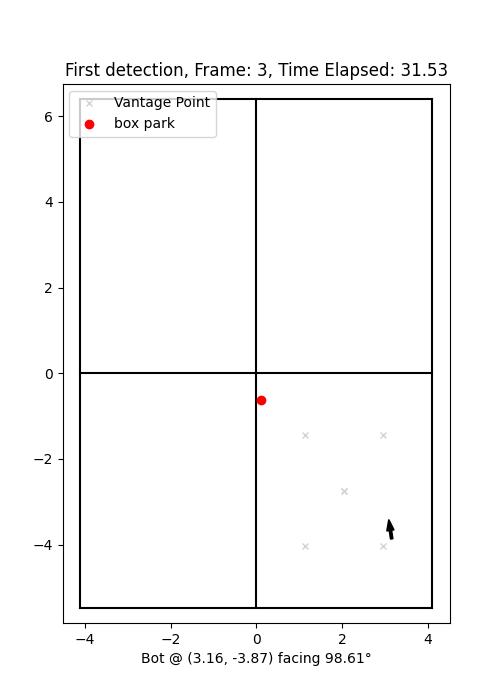 First detection, Frame: 3, Time Elapsed: 31.53
Vantage Point
box park
6
4
2
0
−2
−4
−4
−2
0
2
4
Bot @ (3.16, -3.87) facing 98.61°